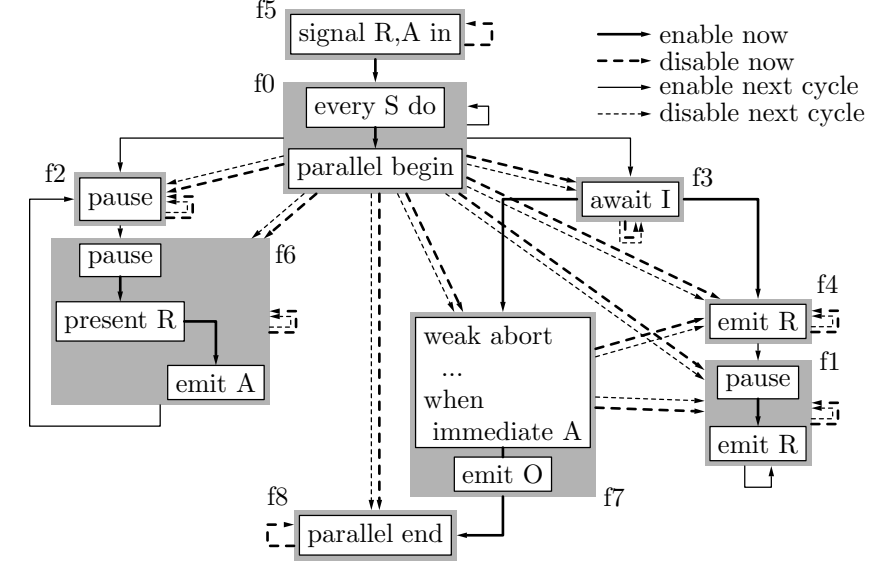 f5
signal R,A in
enable now
disable now
enable next cycle
disable next cycle
f0
every S do
parallel begin
f2
pause
f3
await I
f6
pause
present R
emit A
f4
emit R
f1
pause
emit R
weak abort
...
when
immediate A
emit O
f7
f8
parallel end